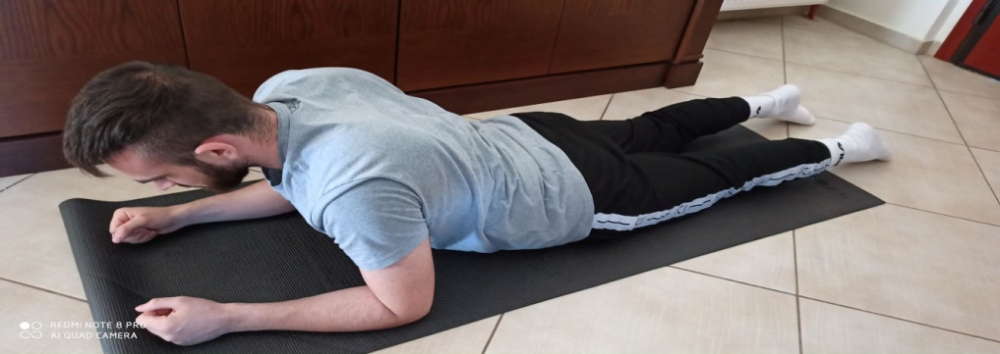 REDMI NOTE 8 PRO
AI QUAD CAMERA